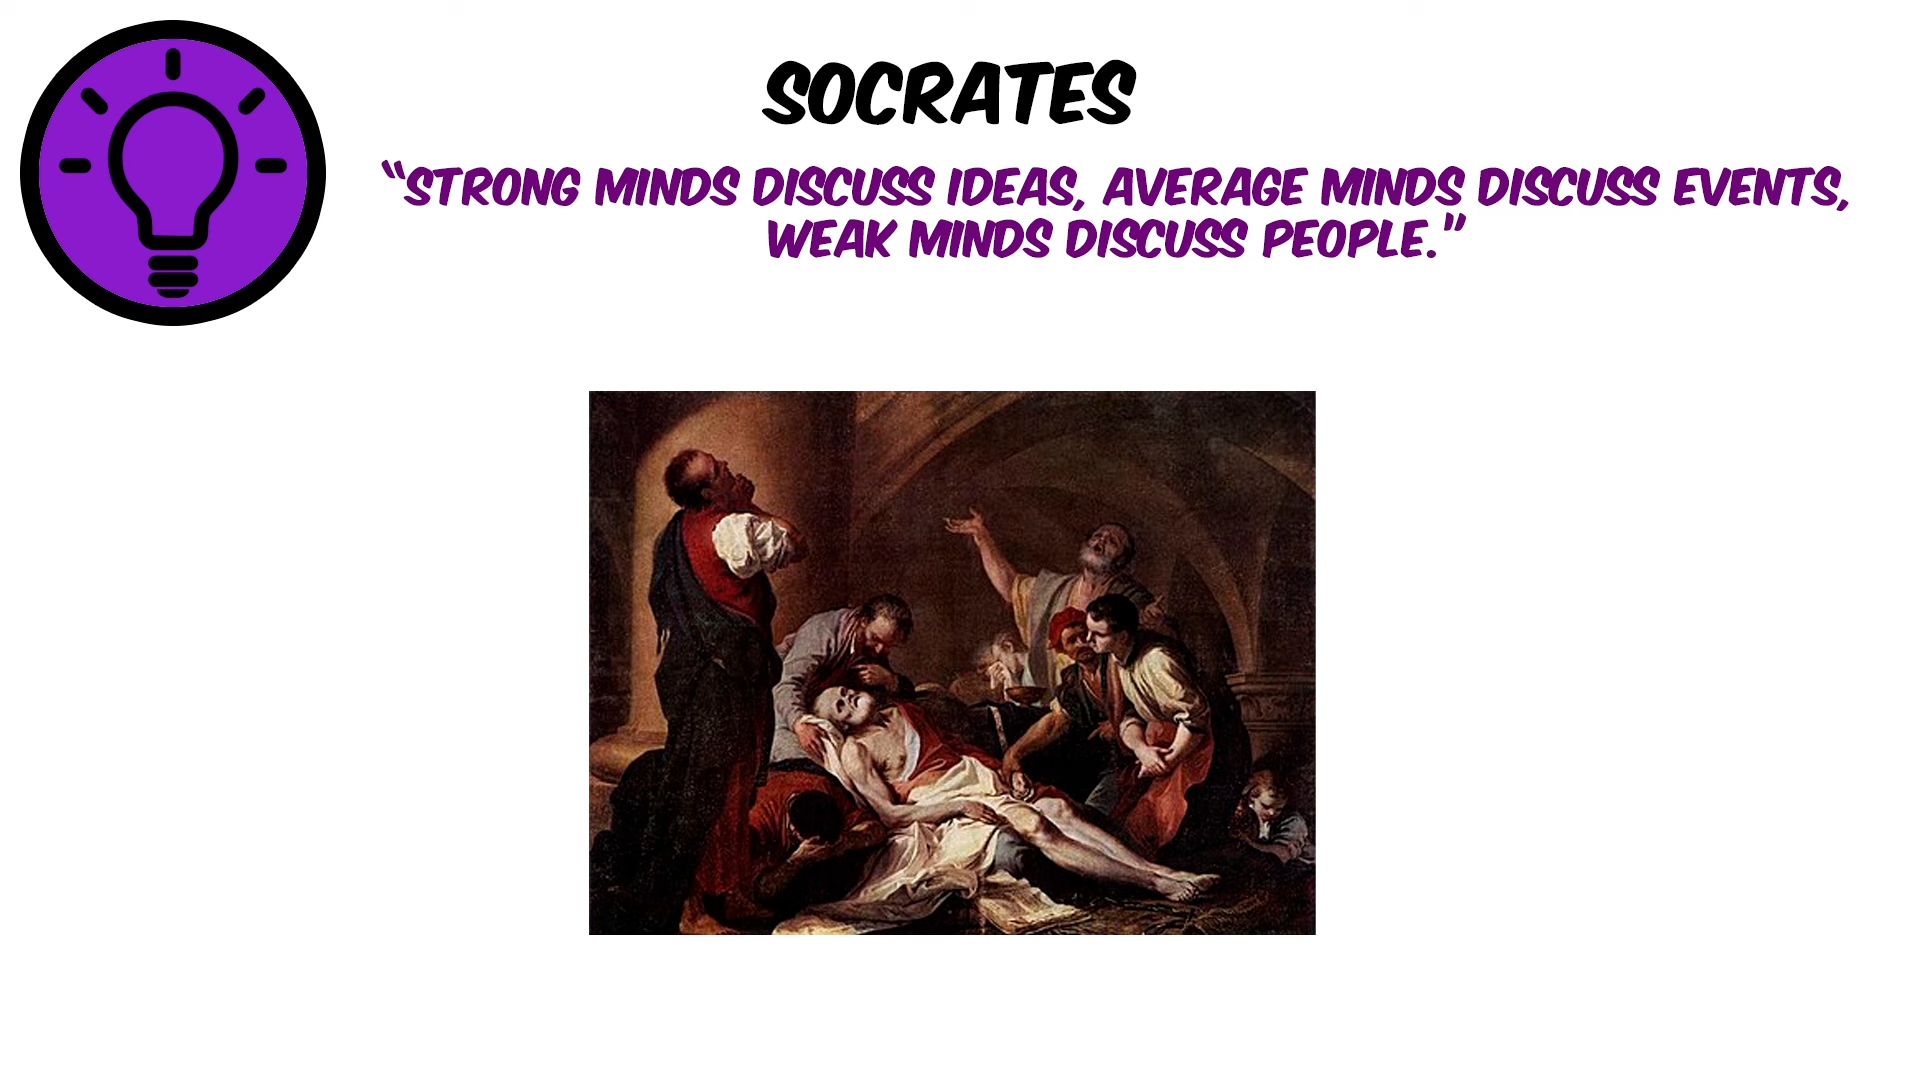 SOCRATES
“STRONG MINDS DISCUSS IDEAS, AVERAGE MINDS DISCUSS EVENTS,
WEAK MINDS DISCUSS PEOPLE.”